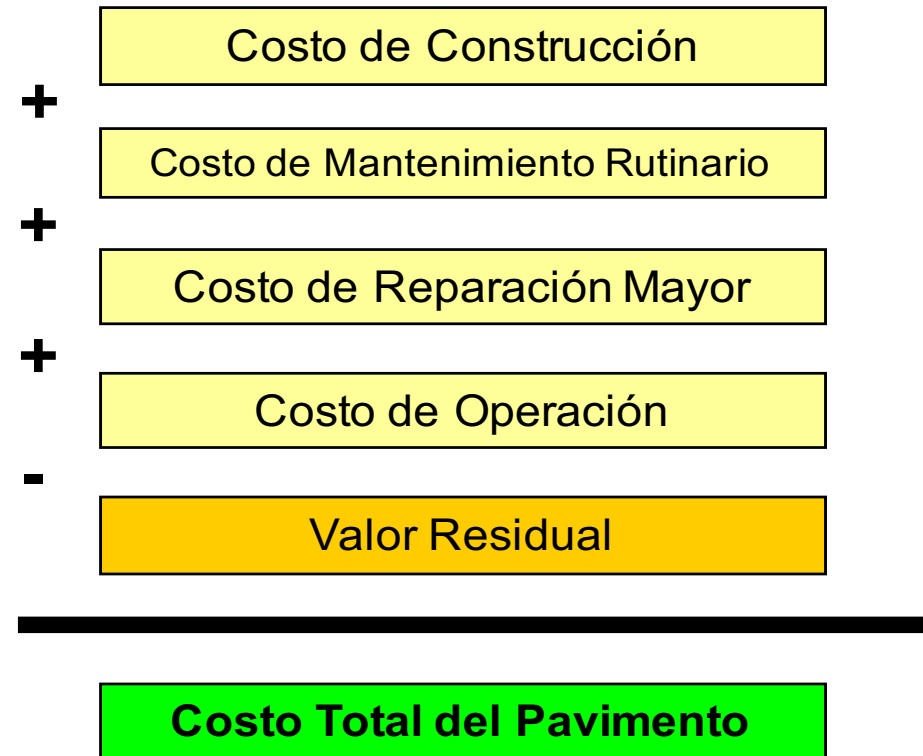 Costo de Construcción
+
Costo de Mantenimiento Rutinario
+
Costo de Reparación Mayor
+
Costo de Operación
-
Valor Residual
Costo Total del Pavimento